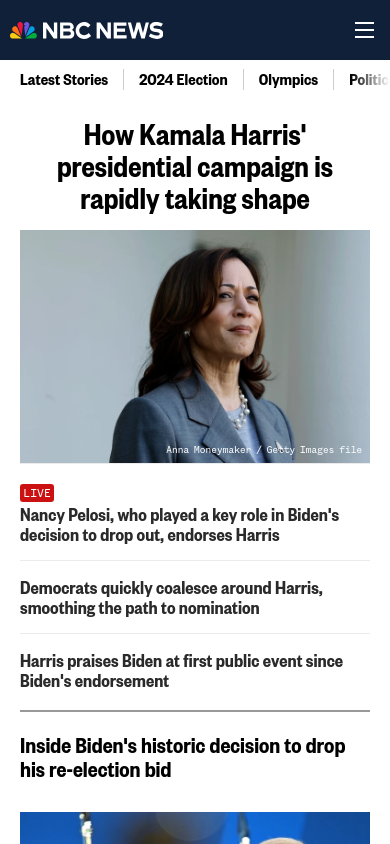 NBC NEWS
Latest Stories
2024 Election
Olympics
Politic
How Kamala Harris'
presidential campaign is
rapidly taking shape
Anna Moneymaker / Getty Images file
LIVE
Nancy Pelosi, who played a key role in Biden's
decision to drop out, endorses Harris
Democrats quickly coalesce around Harris,
smoothing the path to nomination
Harris praises Biden at first public event since
Biden's endorsement
Inside Biden's historic decision to drop
his re-election bid